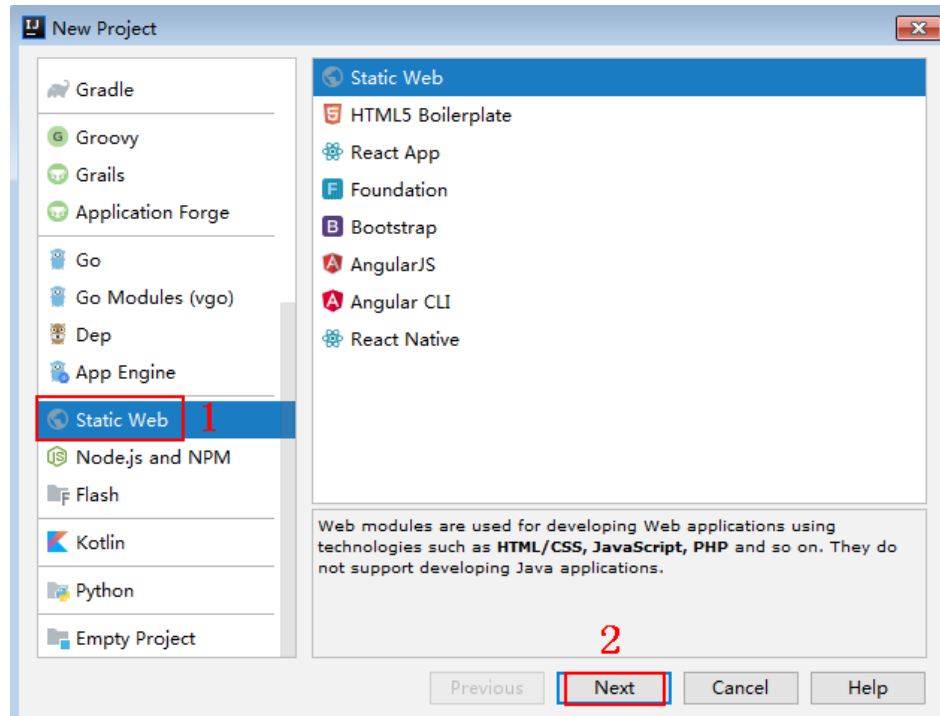 New Project
Gradle
Groovy
Grails
Application Forge
Go
Go Modules (vgo)
Dep
App Engine
Static Web
1
Node.js and NPM
Flash
Kotlin
Python
Empty Project
Static Web
HTML5 Boilerplate
React App
Foundation
Bootstrap
AngularJS
Angular CLI
React Native
Web modules are used for developing Web applications using
technologies such as HTML/CSS, JavaScript, PHP and so on. They do
not support developing Java applications.
2
Previous
Next
Cancel
Help